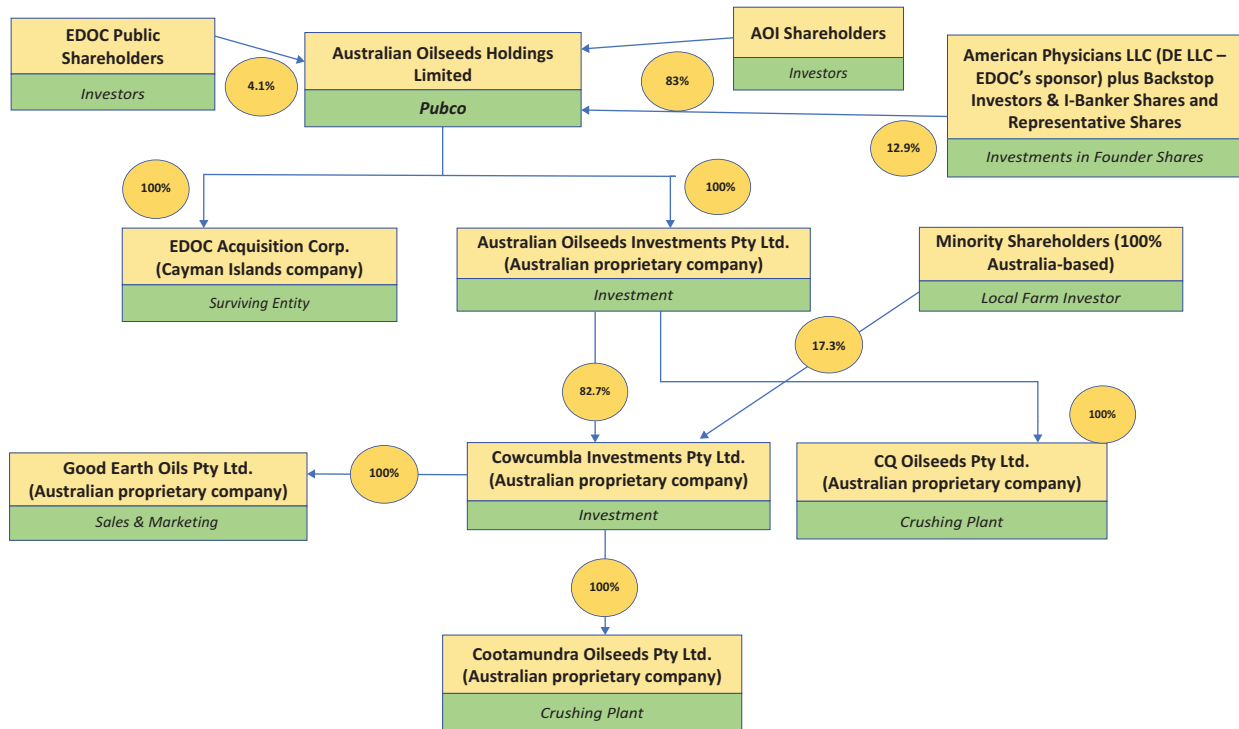 EDOC Public
Shareholders
Investors
4.1%
Australian Oilseeds Holdings
Limited
Pubco
AOI Shareholders
Investors
83%
American Physicians LLC (DE LLC –
EDOC’s sponsor) plus Backstop
Investors & I-Banker Shares and
Representative Shares
Investments in Founder Shares
12.9%
100%
100%
EDOC Acquisition Corp.
(Cayman Islands company)
Surviving Entity
Australian Oilseeds Investments Pty Ltd.
(Australian proprietary company)
Investment
Minority Shareholders (100%
Australia-based)
Local Farm Investor
17.3%
82.7%
100%
Good Earth Oils Pty Ltd.
(Australian proprietary company)
Sales & Marketing
100%
Cowcumbla Investments Pty Ltd.
(Australian proprietary company)
Investment
CQ Oilseeds Pty Ltd.
(Australian proprietary company)
Crushing Plant
100%
Cootamundra Oilseeds Pty Ltd.
(Australian proprietary company)
Crushing Plant